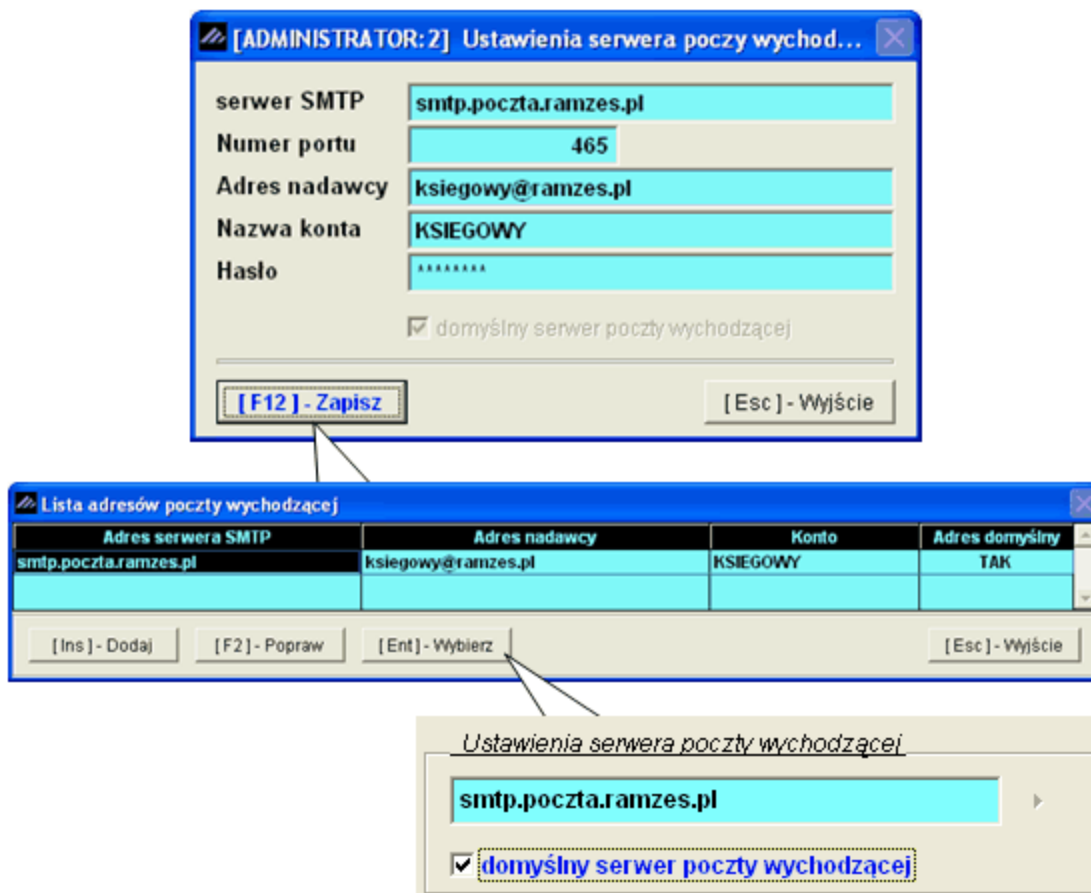 [ADMINISTRATOR: 2] Ustawienia serwera poczy wychod...
serwer SMTP smtp.poczta.ramzes.pl
Numer portu 465
Adres nadawcy ksiegowy@ramzes.pl
Nazwa konta KSIEGOWY
Hasło ********
domyślny serwer poczty wychodzącej
[ F12 ] - Zapisz [ Esc ] - Wyjście
Lista adresów poczty wychodzącej
Adres serwera SMTP Adres nadawcy Konto Adres domyślny
smtp.poczta.ramzes.pl ksiegowy@ramzes.pl KSIEGOWY TAK
[ Ins ] - Dodaj [ F2 ] - Popraw [ Ent ] - Wybierz [ Esc ] - Wyjście
Ustawienia serwera poczty wychodzącej
smtp.poczta.ramzes.pl
domyślny serwer poczty wychodzącej